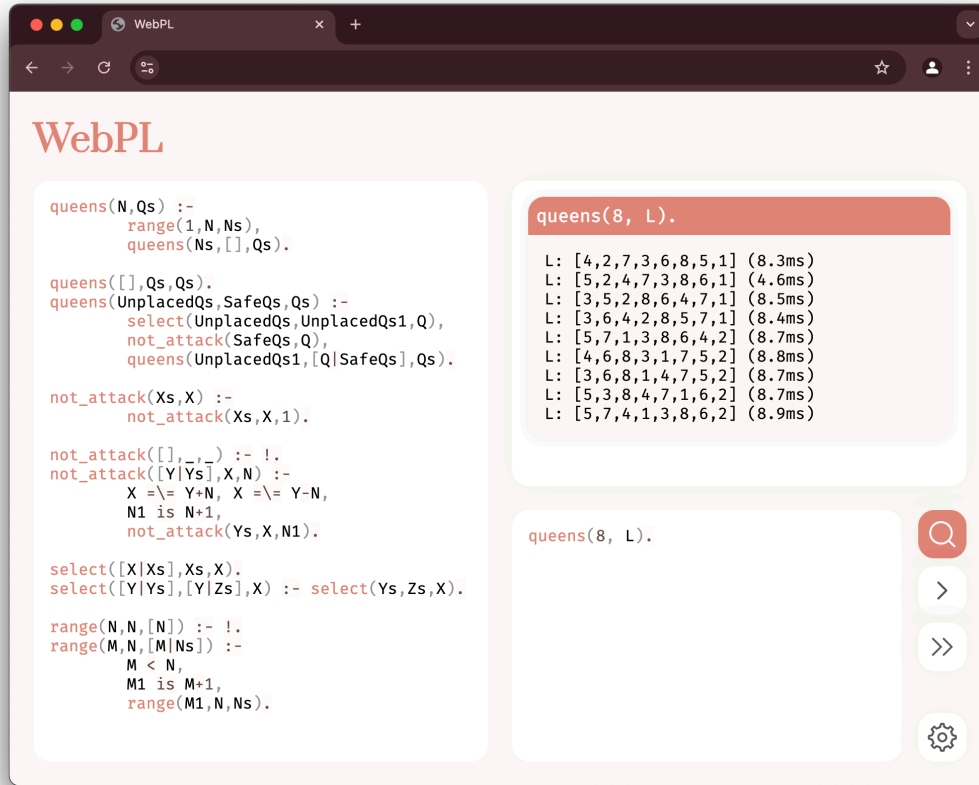 WebPL
WebPL
queens(N,Qs) :-
range(1,N,Ns),
queens(Ns,[],Qs).
queens([],Qs,Qs).
queens(UnplacedQs,SafeQs,Qs) :-
select(UnplacedQs,UnplacedQs1,Q),
not_attack(SafeQs,Q),
queens(UnplacedQs1,[Q|SafeQs],Qs).
not_attack(Xs,X) :-
not_attack(Xs,X,1).
not_attack([],_,_) :- !.
not_attack([Y|Ys],X,N) :-
X =\= Y+N, X =\= Y-N,
N1 is N+1,
not_attack(Ys,X,N1).
select([X|Xs],Xs,X).
select([Y|Ys],[Y|Zs],X) :- select(Ys,Zs,X).
range(N,N,[N]) :- !.
range(M,N,[M|Ns]) :-
M < N,
M1 is M+1,
range(M1,N,Ns).
queens(8, L).
L: [4,2,7,3,6,8,5,1] (8.3ms)
L: [5,2,4,7,3,8,6,1] (4.6ms)
L: [3,5,2,8,6,4,7,1] (8.5ms)
L: [3,6,4,2,8,5,7,1] (8.4ms)
L: [5,7,1,3,8,6,4,2] (8.7ms)
L: [4,6,8,3,1,7,5,2] (8.8ms)
L: [3,6,8,1,4,7,5,2] (8.7ms)
L: [5,3,8,4,7,1,6,2] (8.7ms)
L: [5,7,4,1,3,8,6,2] (8.9ms)
queens(8, L).